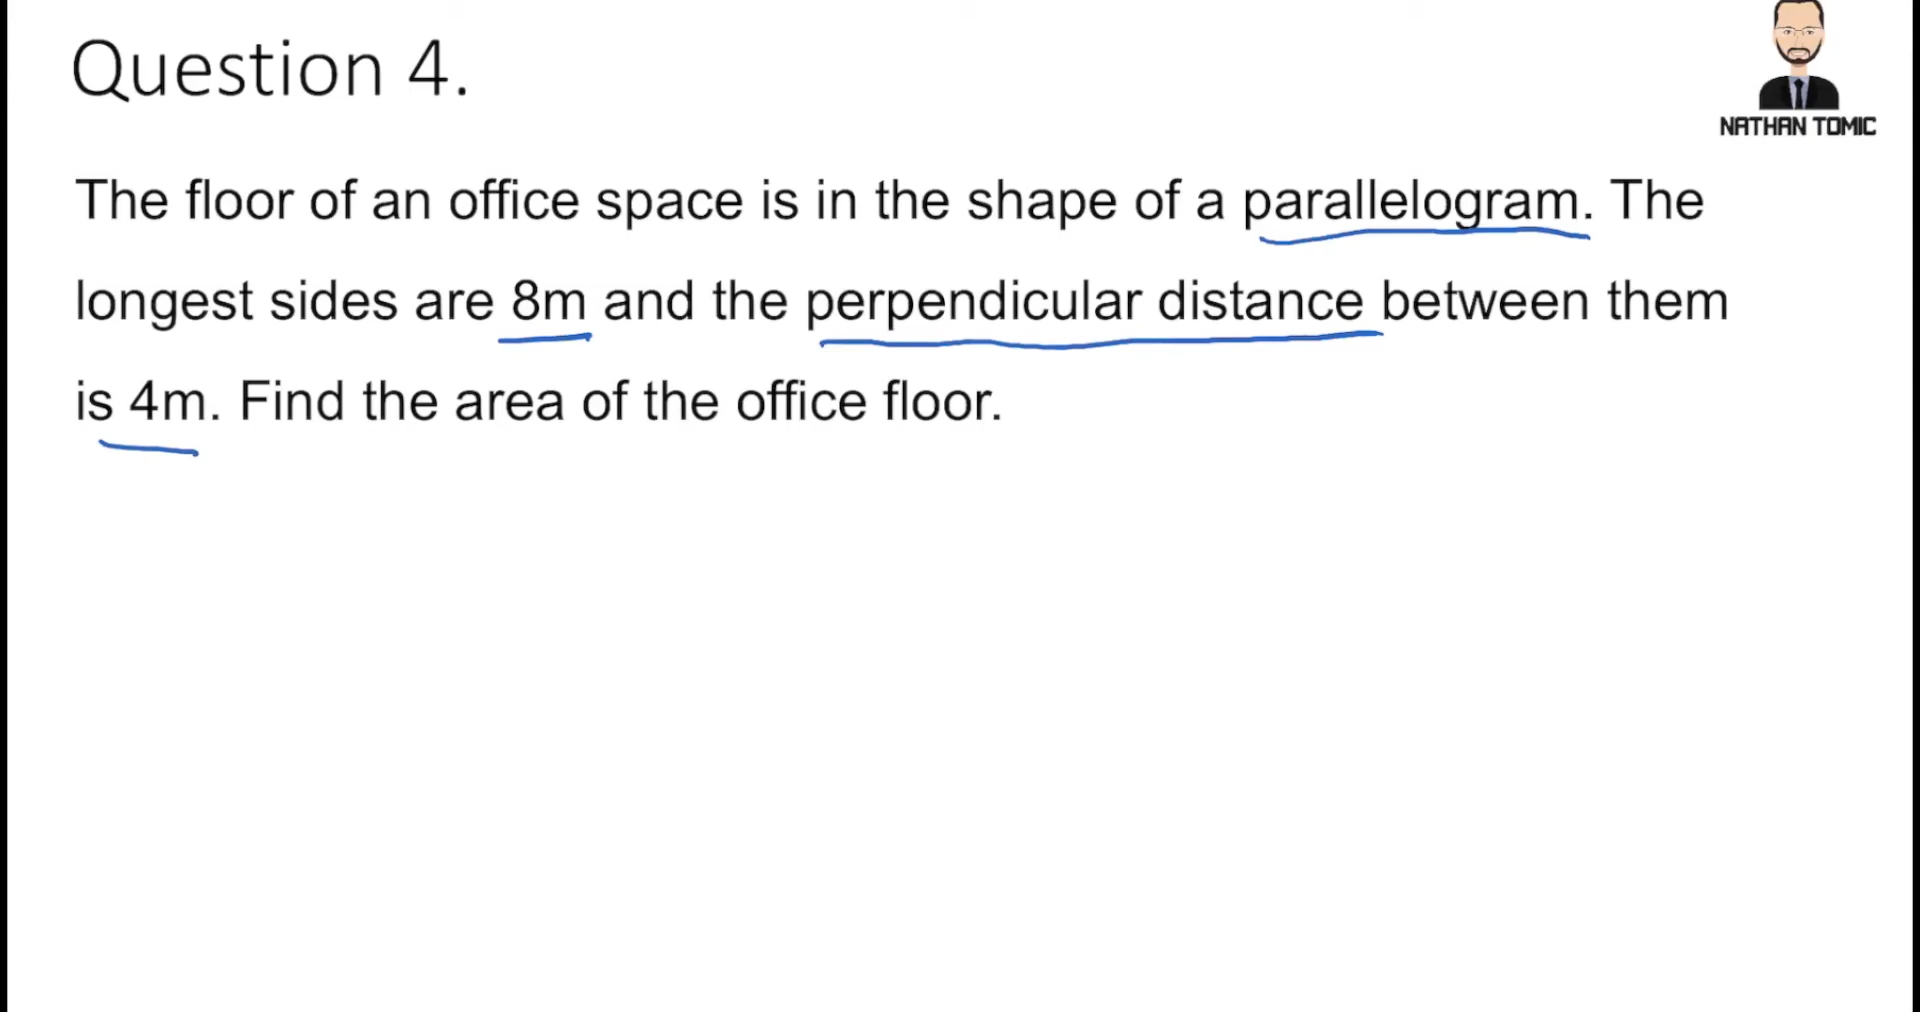 Question 4.
NATHAN TOMIC
The floor of an office space is in the shape of a parallelogram. The
longest sides are 8m and the perpendicular distance between them
is 4m. Find the area of the office floor.